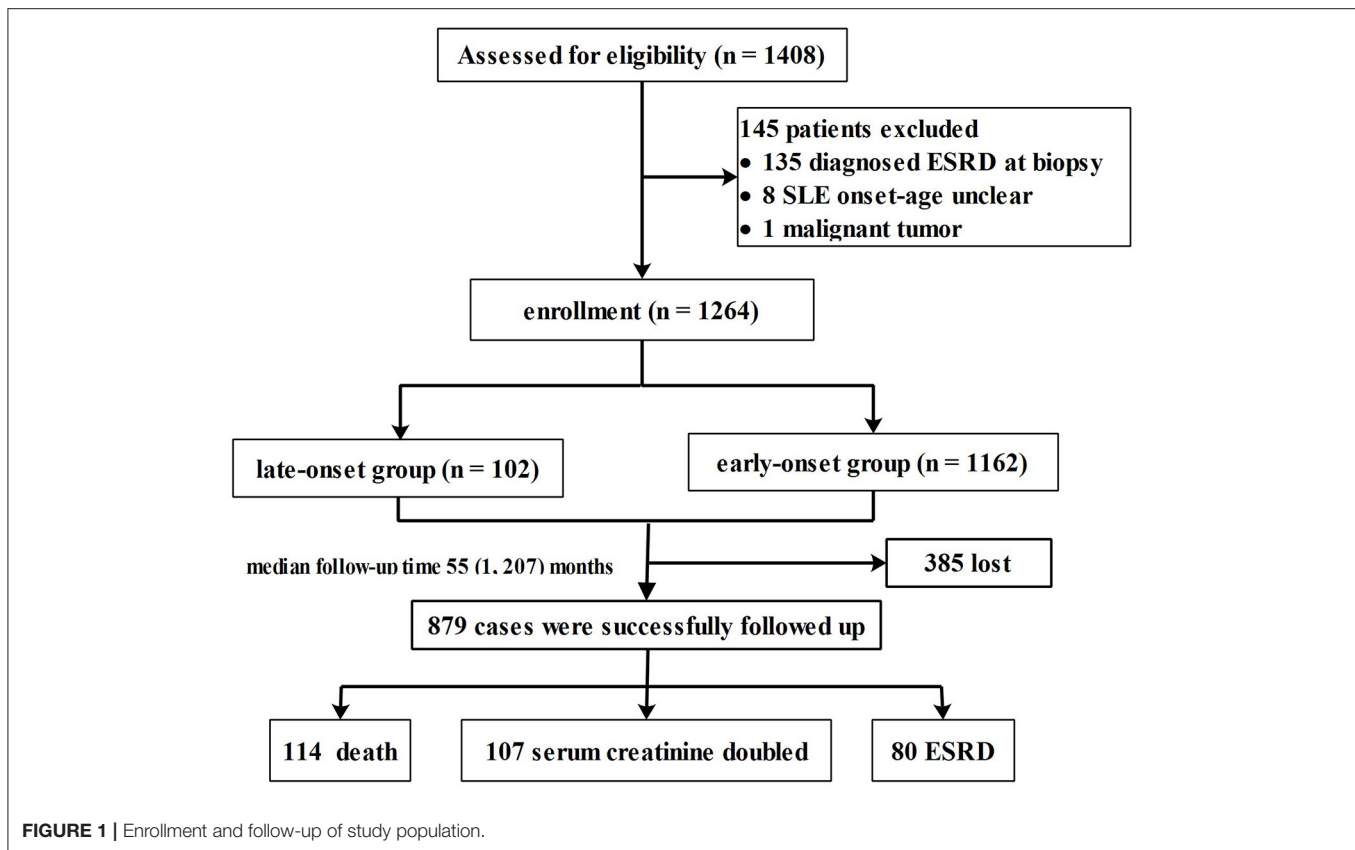 Assessed for eligibility (n = 1408)
145 patients excluded
• 135 diagnosed ESRD at biopsy
• 8 SLE onset-age unclear
• 1 malignant tumor
enrollment (n = 1264)
late-onset group (n = 102)
early-onset group (n = 1162)
median follow-up time 55 (1, 207) months
385 lost
879 cases were successfully followed up
114 death
107 serum creatinine doubled
80 ESRD
FIGURE 1 | Enrollment and follow-up of study population.